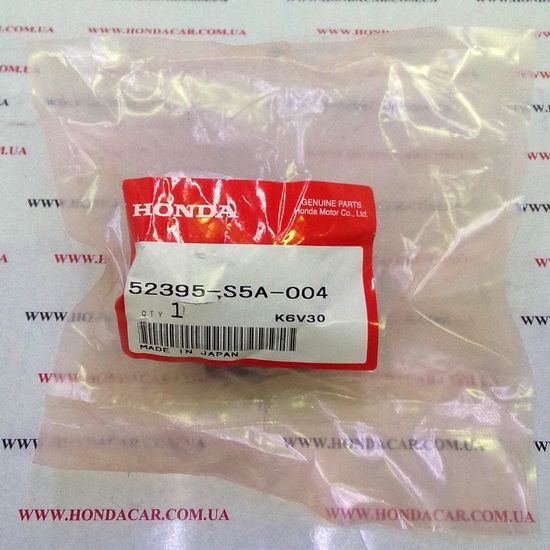 WWW.HONDACAR.COM.UA
HONDA
GENUINE PARTS
Honda Motor Co., Ltd.
52395-S5A-004
QTY 1
K6V30
MADE IN JAPAN
WWW.HONDACAR.COM.UA
WWW.HONDACAR.COM.UA